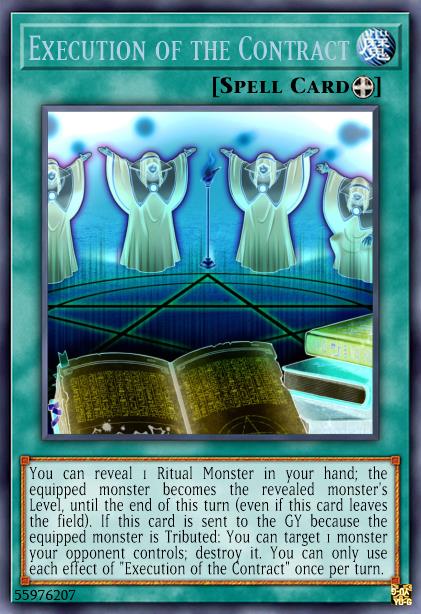 EXECUTION OF THE CONTRACT 魔
[SPELL CARD]
You can reveal 1 Ritual Monster in your hand; the
equipped monster becomes the revealed monster's
Level, until the end of this turn (even if this card leaves
the field). If this card is sent to the GY because the
equipped monster is Tributed: You can target 1 monster
your opponent controls; destroy it. You can only use
each effect of "Execution of the Contract" once per turn.
55976207